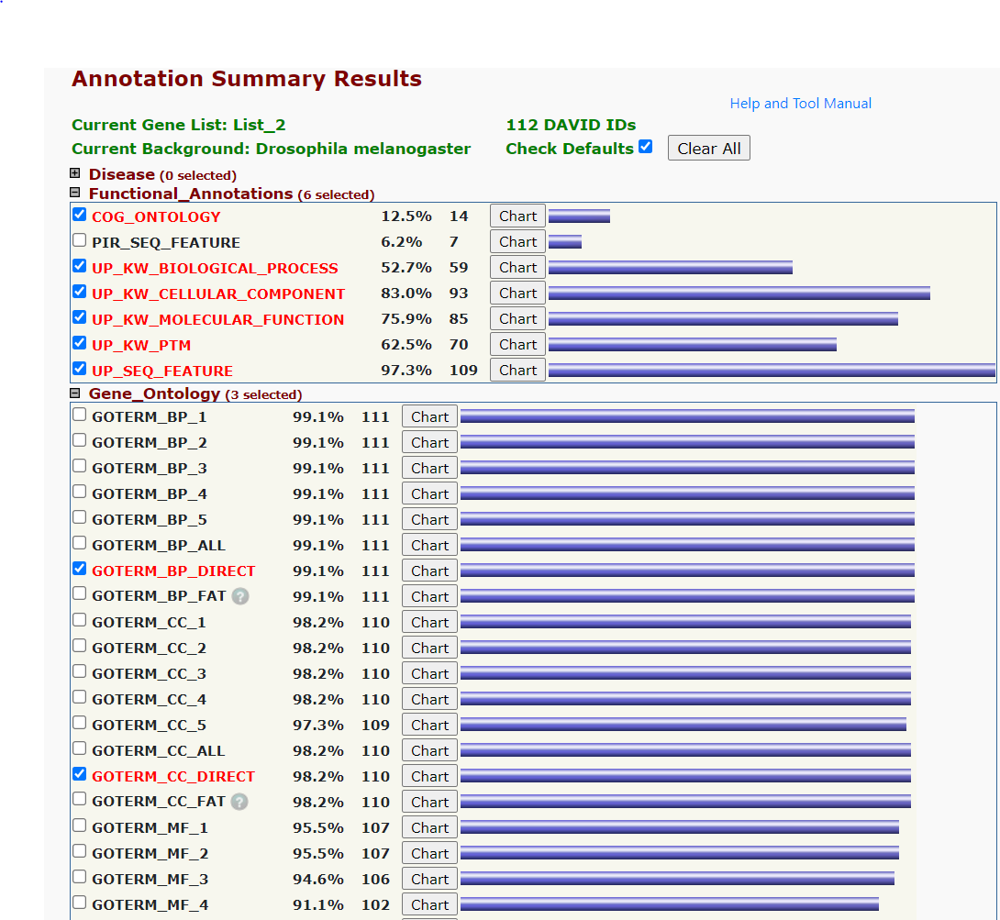 Annotation Summary Results
Help and Tool Manual
Current Gene List: List_2 112 DAVID IDs
Current Background: Drosophila melanogaster Check Defaults Clear All
Disease (0 selected)
Functional_Annotations (6 selected)
COG_ONTOLOGY 12.5% 14 Chart
PIR_SEQ_FEATURE 6.2% 7 Chart
UP_KW_BIOLOGICAL_PROCESS 52.7% 59 Chart
UP_KW_CELLULAR_COMPONENT 83.0% 93 Chart
UP_KW_MOLECULAR_FUNCTION 75.9% 85 Chart
UP_KW_PTM 62.5% 70 Chart
UP_SEQ_FEATURE 97.3% 109 Chart
Gene_Ontology (3 selected)
GOTERM_BP_1 99.1% 111 Chart
GOTERM_BP_2 99.1% 111 Chart
GOTERM_BP_3 99.1% 111 Chart
GOTERM_BP_4 99.1% 111 Chart
GOTERM_BP_5 99.1% 111 Chart
GOTERM_BP_ALL 99.1% 111 Chart
GOTERM_BP_DIRECT 99.1% 111 Chart
GOTERM_BP_FAT ? 99.1% 111 Chart
GOTERM_CC_1 98.2% 110 Chart
GOTERM_CC_2 98.2% 110 Chart
GOTERM_CC_3 98.2% 110 Chart
GOTERM_CC_4 98.2% 110 Chart
GOTERM_CC_5 97.3% 109 Chart
GOTERM_CC_ALL 98.2% 110 Chart
GOTERM_CC_DIRECT 98.2% 110 Chart
GOTERM_CC_FAT ? 98.2% 110 Chart
GOTERM_MF_1 95.5% 107 Chart
GOTERM_MF_2 95.5% 107 Chart
GOTERM_MF_3 94.6% 106 Chart
GOTERM_MF_4 91.1% 102 Chart